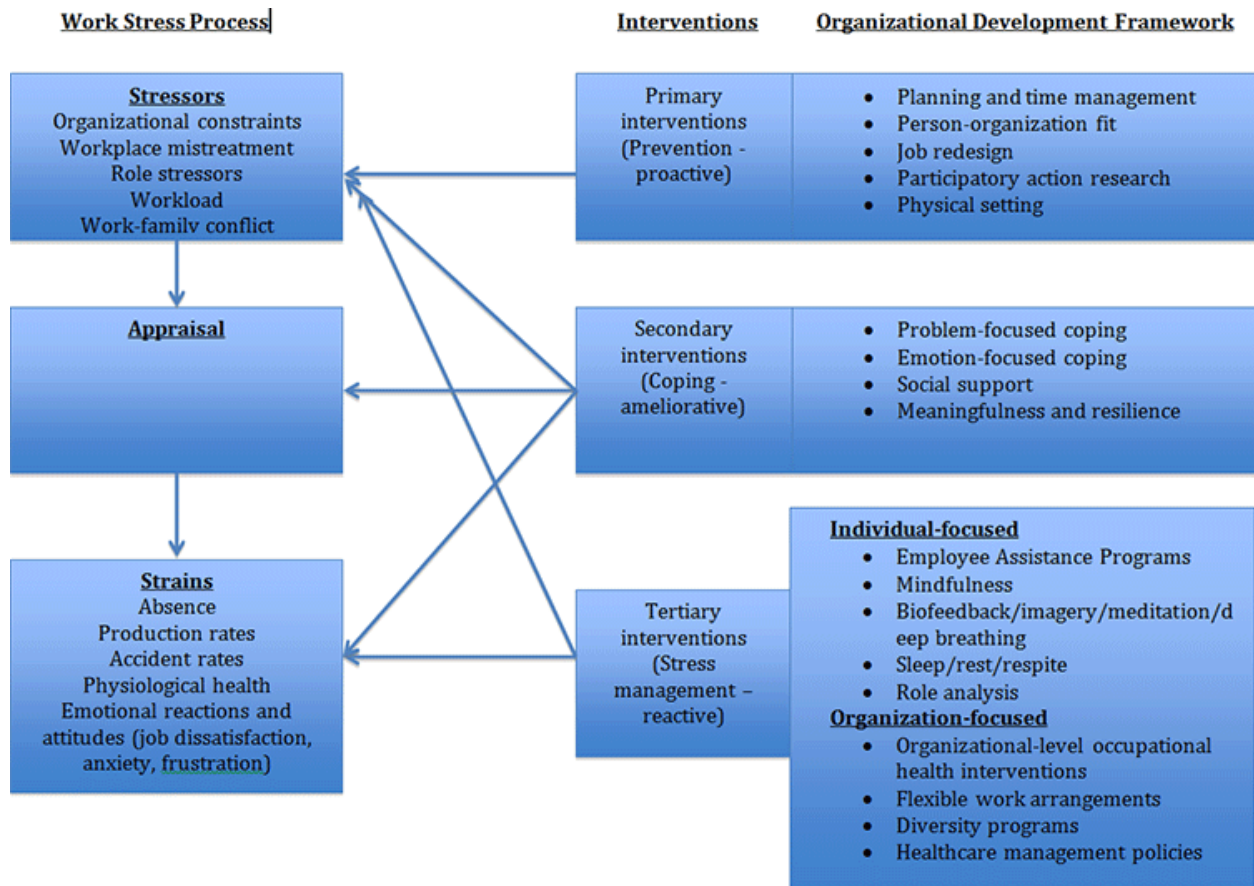 Work Stress Process
Interventions
Organizational Development Framework
Stressors
Organizational constraints
Workplace mistreatment
Role stressors
Workload
Work-family conflict
Primary
interventions
(Prevention -
proactive)
• Planning and time management
• Person-organization fit
• Job redesign
• Participatory action research
• Physical setting
Appraisal
Secondary
interventions
(Coping -
ameliorative)
• Problem-focused coping
• Emotion-focused coping
• Social support
• Meaningfulness and resilience
Strains
Absence
Production rates
Accident rates
Physiological health
Emotional reactions and
attitudes (job dissatisfaction,
anxiety, frustration)
Tertiary
interventions
(Stress
management –
reactive)
Individual-focused
• Employee Assistance Programs
• Mindfulness
• Biofeedback/imagery/meditation/d
eep breathing
• Sleep/rest/respite
• Role analysis
Organization-focused
• Organizational-level occupational
health interventions
• Flexible work arrangements
• Diversity programs
• Healthcare management policies